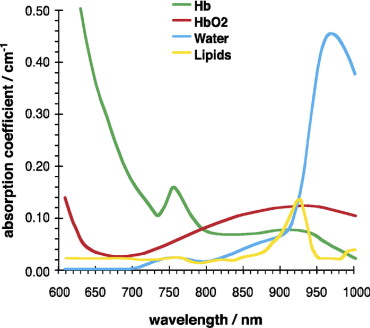 Hb
HbO2
Water
Lipids
0.50
0.40
0.30
0.20
0.10
0.00
absorption coefficient / cm-1
600 650 700 750 800 850 900 950 1000
wavelength / nm